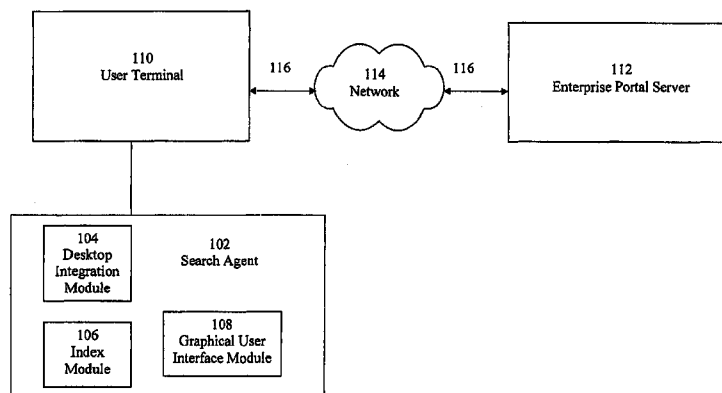 110
User Terminal
116
114
Network
116
112
Enterprise Portal Server
104
Desktop
Integration
Module
102
Search Agent
106
Index
Module
108
Graphical User
Interface Module